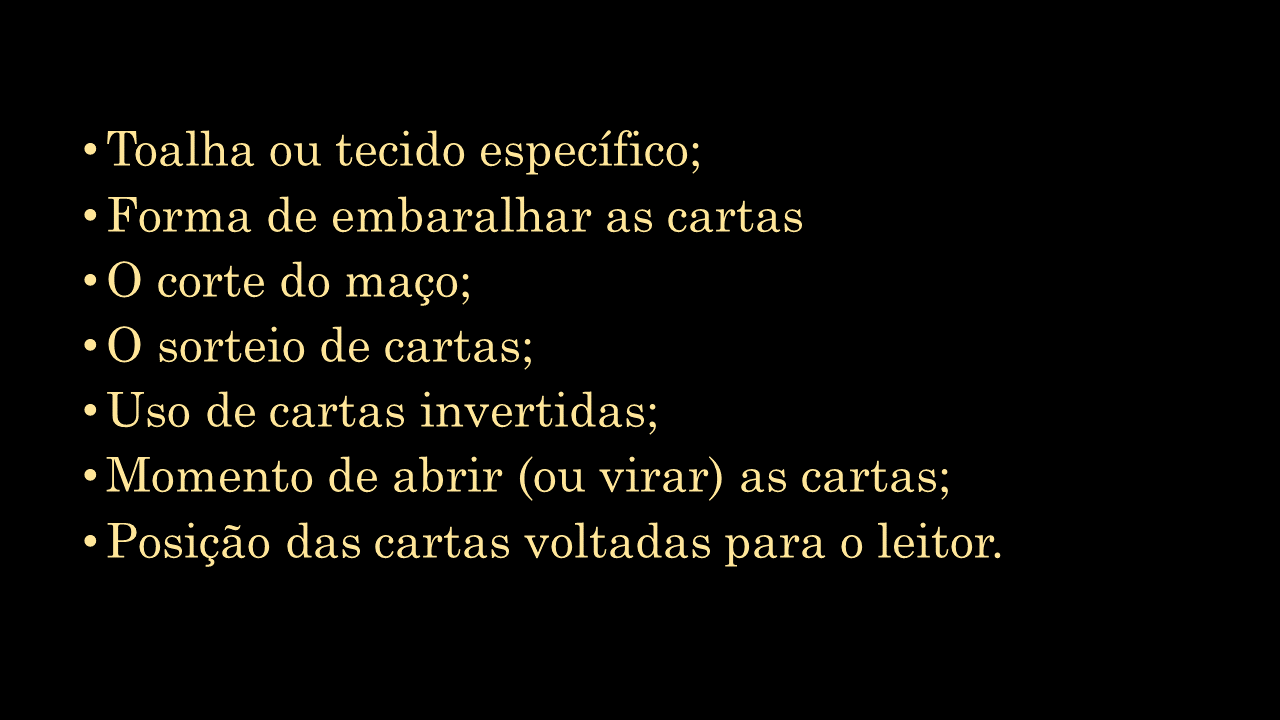 • Toalha ou tecido específico;
• Forma de embaralhar as cartas
• O corte do maço;
• O sorteio de cartas;
• Uso de cartas invertidas;
• Momento de abrir (ou virar) as cartas;
• Posição das cartas voltadas para o leitor.